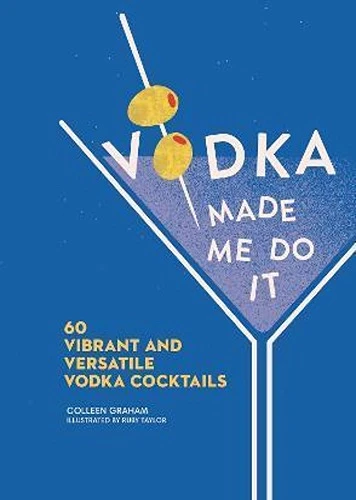 VODKA
MADE
ME DO
IT
60
VIBRANT AND
VERSATILE
VODKA COCKTAILS
COLLEEN GRAHAM
ILLUSTRATED BY RUBY TAYLOR